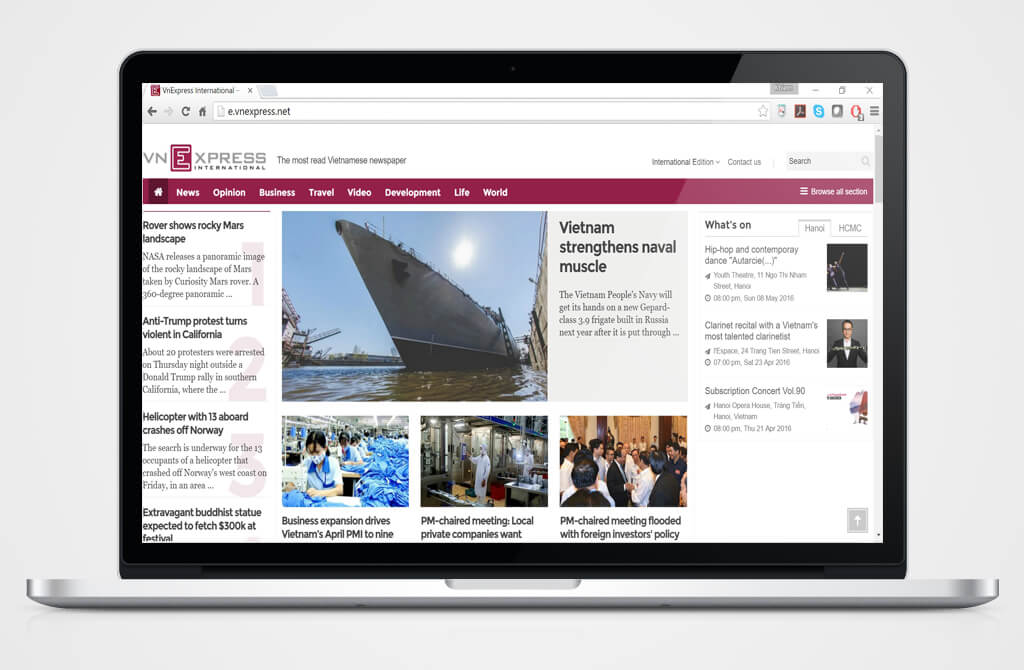 VnExpress International -
e.vnexpress.net
VN EXPRESS
INTERNATIONAL
The most read Vietnamese newspaper
International Edition
Contact us
Search
News Opinion Business Travel Video Development Life World
Browse all section
Rover shows rocky Mars
landscape
NASA releases a panoramic image
of the rocky landscape of Mars
taken by Curiosity Mars rover. A
360-degree panoramic ...
1
Anti-Trump protest turns
violent in California
About 20 protesters were arrested
on Thursday night outside a
Donald Trump rally in southern
California, where the ...
2
Helicopter with 13 aboard
crashes off Norway
The seacrh is underway for the 13
occupants of a helicopter that
crashed off Norway's west coast on
Friday, in an area ...
3
Extravagant buddhist statue
expected to fetch $300k at
festival
Vietnam
strengthens naval
muscle
The Vietnam People's Navy will
get its hands on a new Gepard-
class 3.9 frigate built in Russia
next year after it is put through ...
Business expansion drives
Vietnam's April PMI to nine
PM-chaired meeting: Local
private companies want
PM-chaired meeting flooded
with foreign investors' policy
What's on
Hanoi
HCMC
Hip-hop and contemporay
dance "Autarcie(...)"
Youth Theatre, 11 Ngo Thi Nham
Street, Hanoi
08:00 pm, Sun 08 May 2016
Clarinet recital with a Vietnam's
most talented clarinetist
l'Espace, 24 Trang Tien Street, Hanoi
07:00 pm, Sat 23 Apr 2016
Subscription Concert Vol.90
Hanoi Opera House, Tràng Tiền,
Hanoi, Vietnam
08:00 pm, Thu 21 Apr 2016